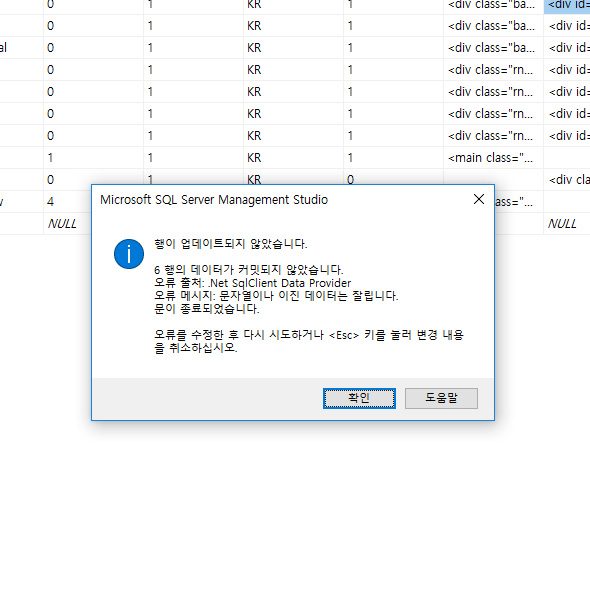 0 1 KR 1 <div class="ba... <div id=
0 1 KR 1 <div class="ba... <div id=
al 0 1 KR 1 <div class="ba... <div id=
0 1 KR 1 <div class="rn... <div id=
0 1 KR 1 <div class="rn... <div id=
0 1 KR 1 <div class="rn... <div id=
0 1 KR 1 <div class="rn... <div id=
1 1 KR 1 <main class="...
0 1 KR 0 <div cla
4 ass="...
NULL NULL
Microsoft SQL Server Management Studio
행이 업데이트되지 않았습니다.
6 행의 데이터가 커밋되지 않았습니다.
오류 출처: .Net SqlClient Data Provider
오류 메시지: 문자열이나 이진 데이터는 잘립니다.
문이 종료되었습니다.
오류를 수정한 후 다시 시도하거나 <Esc> 키를 눌러 변경 내용
을 취소하십시오.
확인 도움말